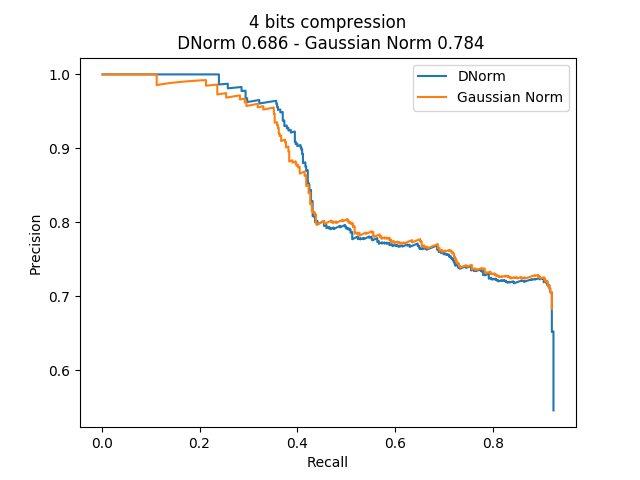 4 bits compression
DNorm 0.686 - Gaussian Norm 0.784
DNorm
Gaussian Norm
1.0
0.9
0.8
0.7
0.6
Precision
0.0 0.2 0.4 0.6 0.8
Recall